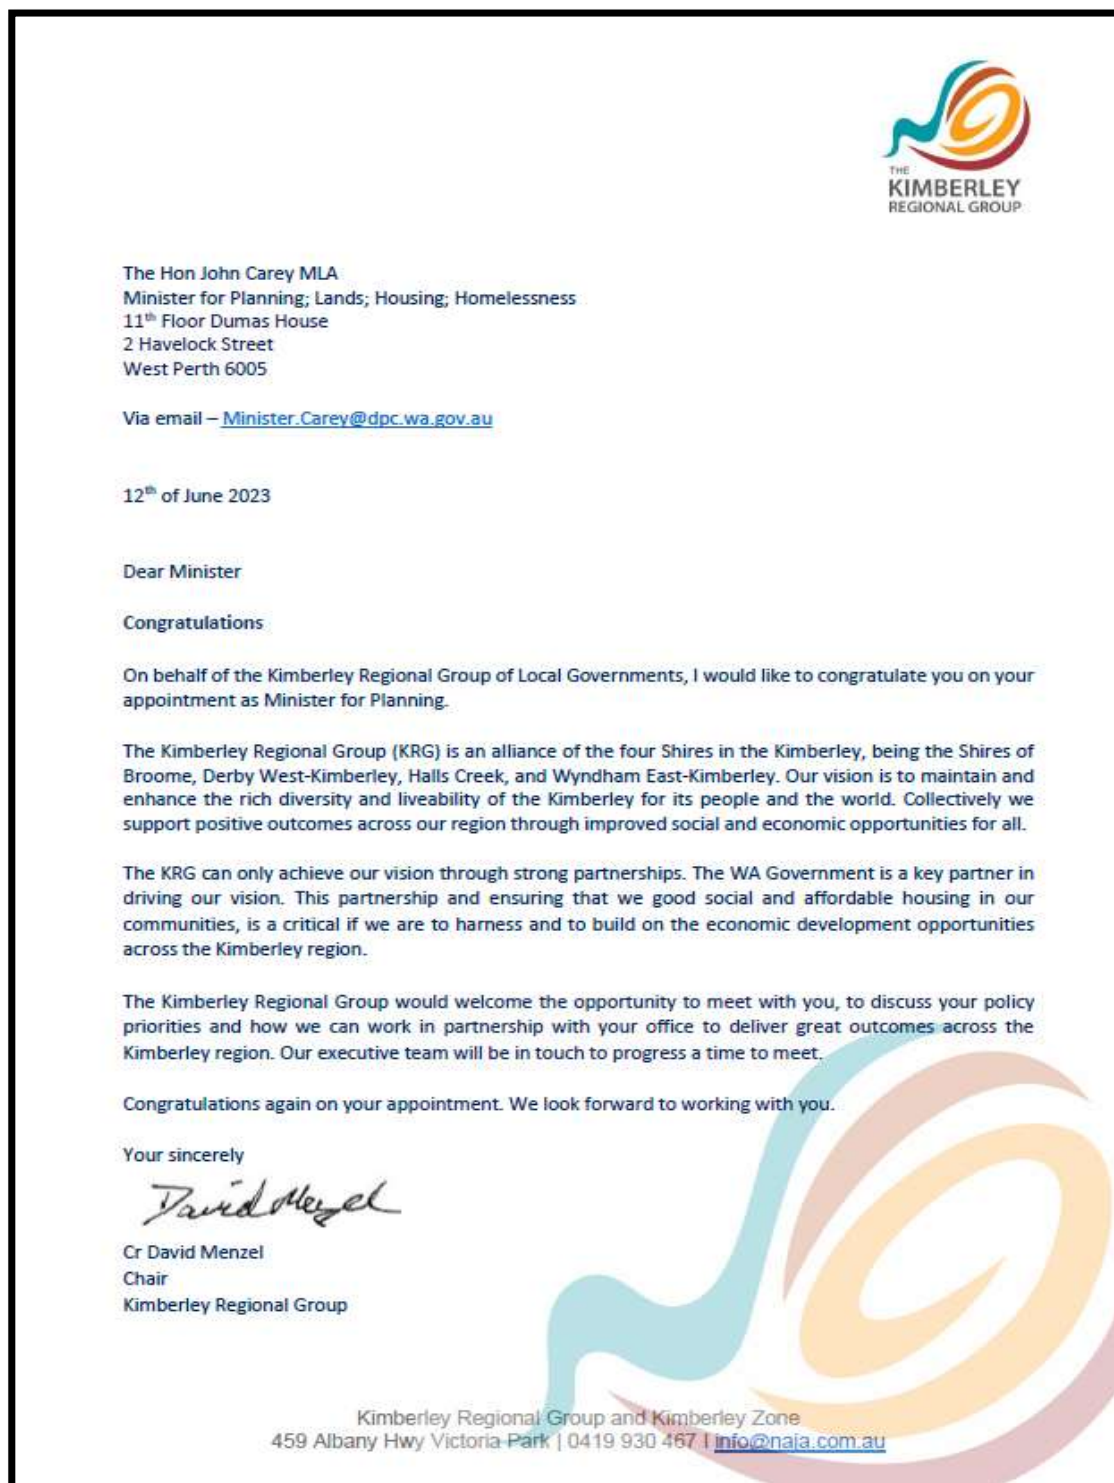 THE
KIMBERLEY
REGIONAL GROUP
The Hon John Carey MLA
Minister for Planning; Lands; Housing; Homelessness
11th Floor Dumas House
2 Havelock Street
West Perth 6005
Via email – Minister.Carey@dpc.wa.gov.au
12th of June 2023
Dear Minister
Congratulations
On behalf of the Kimberley Regional Group of Local Governments, I would like to congratulate you on your
appointment as Minister for Planning.
The Kimberley Regional Group (KRG) is an alliance of the four Shires in the Kimberley, being the Shires of
Broome, Derby West-Kimberley, Halls Creek, and Wyndham East-Kimberley. Our vision is to maintain and
enhance the rich diversity and liveability of the Kimberley for its people and the world. Collectively we
support positive outcomes across our region through improved social and economic opportunities for all.
The KRG can only achieve our vision through strong partnerships. The WA Government is a key partner in
driving our vision. This partnership and ensuring that we good social and affordable housing in our
communities, is a critical if we are to harness and to build on the economic development opportunities
across the Kimberley region.
The Kimberley Regional Group would welcome the opportunity to meet with you, to discuss your policy
priorities and how we can work in partnership with your office to deliver great outcomes across the
Kimberley region. Our executive team will be in touch to progress a time to meet.
Congratulations again on your appointment. We look forward to working with you.
Your sincerely
David Menzel
Cr David Menzel
Chair
Kimberley Regional Group
Kimberley Regional Group and Kimberley Zone
459 Albany Hwy Victoria Park | 0419 930 467 I info@naja.com.au